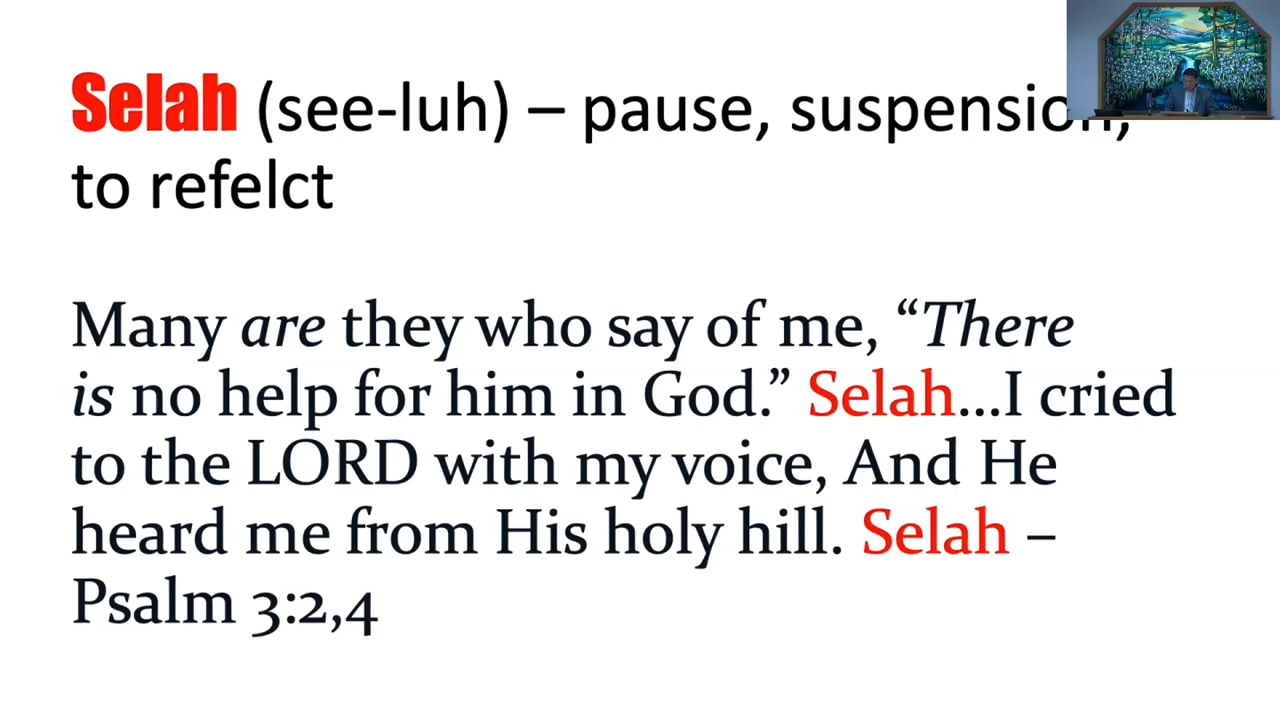 Selah (see-luh) – pause, suspension,
to refelct
Many are they who say of me, “There
is no help for him in God.” Selah…I cried
to the LORD with my voice, And He
heard me from His holy hill. Selah –
Psalm 3:2,4